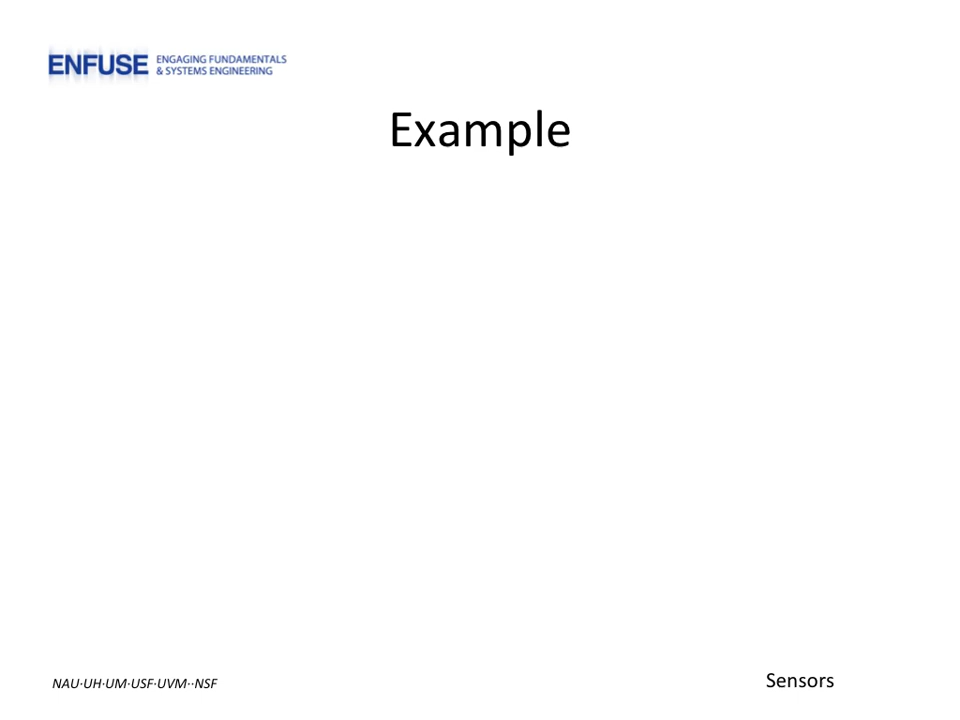 ENFUSE
ENGAGING FUNDAMENTALS
& SYSTEMS ENGINEERING
Example
NAU·UH·UM·USF·UVM··NSF
Sensors